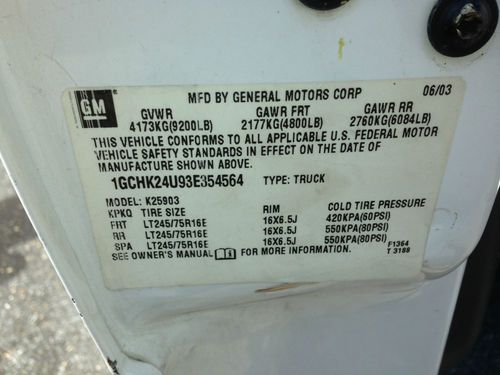 GM
MFD BY GENERAL MOTORS CORP 06/03
GVWR GAWR FRT GAWR RR
4173KG(9200LB) 2177KG(4800LB) 2760KG(6084LB)
THIS VEHICLE CONFORMS TO ALL APPLICABLE U.S. FEDERAL MOTOR
VEHICLE SAFETY STANDARDS IN EFFECT ON THE DATE OF
MANUFACTURE SHOWN ABOVE.
1GCHK24U93E354564 TYPE: TRUCK
MODEL: K25903
KPKQ TIRE SIZE RIM COLD TIRE PRESSURE
FRT LT245/75R16E 16X6.5J 420KPA(60PSI)
RR LT245/75R16E 16X6.5J 550KPA(80PSI)
SPA LT245/75R16E 16X6.5J 550KPA(80PSI)
SEE OWNER'S MANUAL FOR MORE INFORMATION. F1364
T 3188